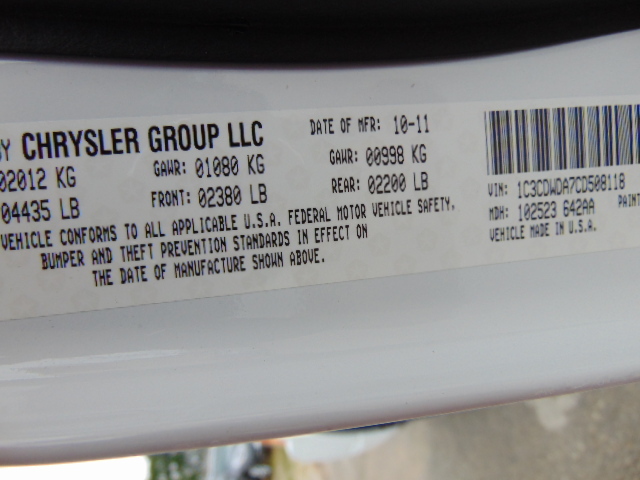 Y CHRYSLER GROUP LLC DATE OF MFR: 10-11
02012 KG GAWR: 01080 KG GAWR: 00998 KG
04435 LB FRONT: 02380 LB REAR: 02200 LB
VEHICLE CONFORMS TO ALL APPLICABLE U.S.A. FEDERAL MOTOR VEHICLE SAFETY,
BUMPER AND THEFT PREVENTION STANDARDS IN EFFECT ON
THE DATE OF MANUFACTURE SHOWN ABOVE.
VIN: 1C3CDWDA7CD508118
MDH: 102523 642AA PAINT
VEHICLE MADE IN U.S.A.